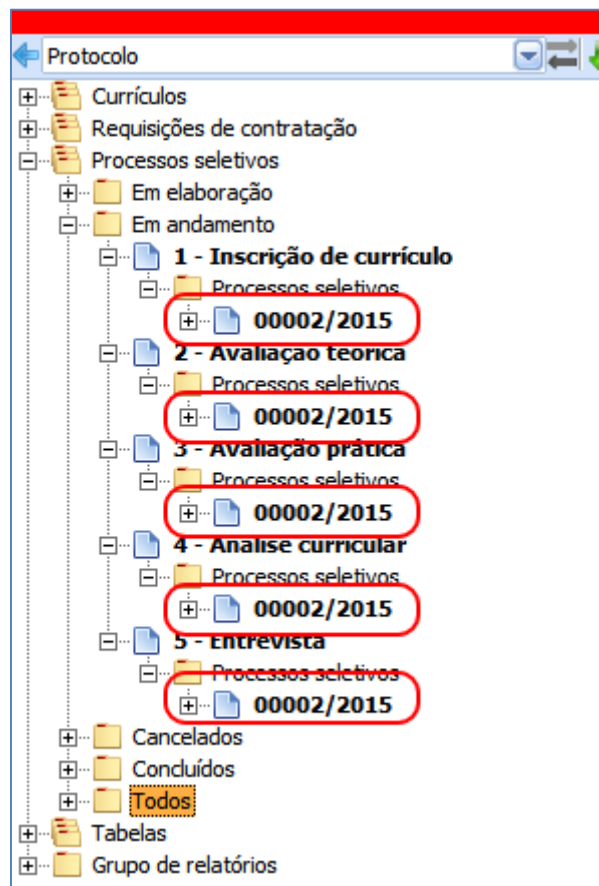 Protocolo
Currículos
Requisições de contratação
Processos seletivos
Em elaboração
Em andamento
1 - Inscrição de currículo
Processos seletivos
00002/2015
2 - Avaliação teórica
Processos seletivos
00002/2015
3 - Avaliação prática
Processos seletivos
00002/2015
4 - Análise curricular
Processos seletivos
00002/2015
5 - Entrevista
Processos seletivos
00002/2015
Cancelados
Concluídos
Todos
Tabelas
Grupo de relatórios